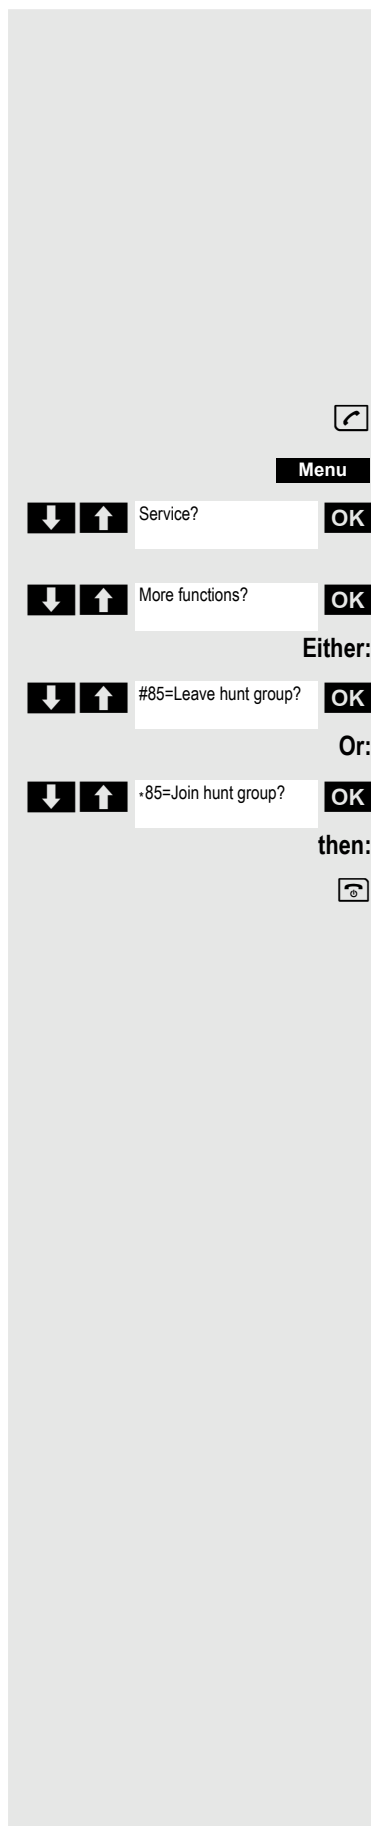 Menu
Service? OK
More functions? OK
Either:
#85=Leave hunt group? OK
Or:
*85=Join hunt group? OK
then: